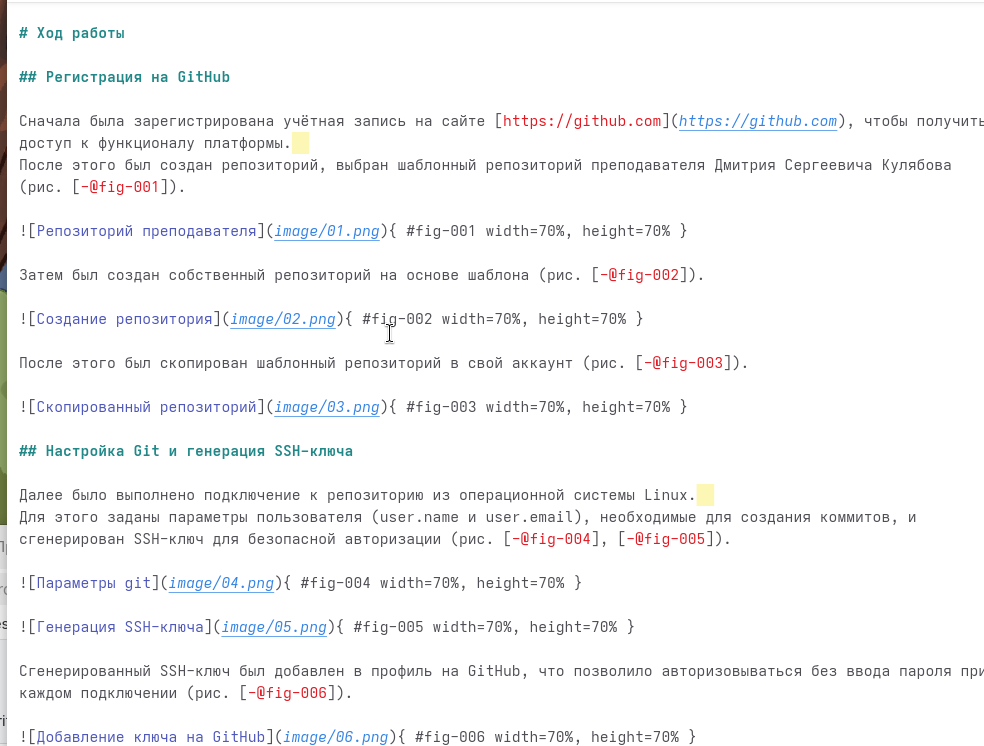 # Ход работы
## Регистрация на GitHub
Сначала была зарегистрирована учётная запись на сайте [https://github.com](https://github.com), чтобы получить
доступ к функционалу платформы.
После этого был создан репозиторий, выбран шаблонный репозиторий преподавателя Дмитрия Сергеевича Кулябова
(рис. [-@fig-001]).
![Репозиторий преподавателя](image/01.png){ #fig-001 width=70%, height=70% }
Затем был создан собственный репозиторий на основе шаблона (рис. [-@fig-002]).
![Создание репозитория](image/02.png){ #fig-002 width=70%, height=70% }
После этого был скопирован шаблонный репозиторий в свой аккаунт (рис. [-@fig-003]).
![Скопированный репозиторий](image/03.png){ #fig-003 width=70%, height=70% }
## Настройка Git и генерация SSH-ключа
Далее было выполнено подключение к репозиторию из операционной системы Linux.
Для этого заданы параметры пользователя (user.name и user.email), необходимые для создания коммитов, и
сгенерирован SSH-ключ для безопасной авторизации (рис. [-@fig-004], [-@fig-005]).
![Параметры git](image/04.png){ #fig-004 width=70%, height=70% }
![Генерация SSH-ключа](image/05.png){ #fig-005 width=70%, height=70% }
Сгенерированный SSH-ключ был добавлен в профиль на GitHub, что позволило авторизовываться без ввода пароля при
каждом подключении (рис. [-@fig-006]).
![Добавление ключа на GitHub](image/06.png){ #fig-006 width=70%, height=70% }